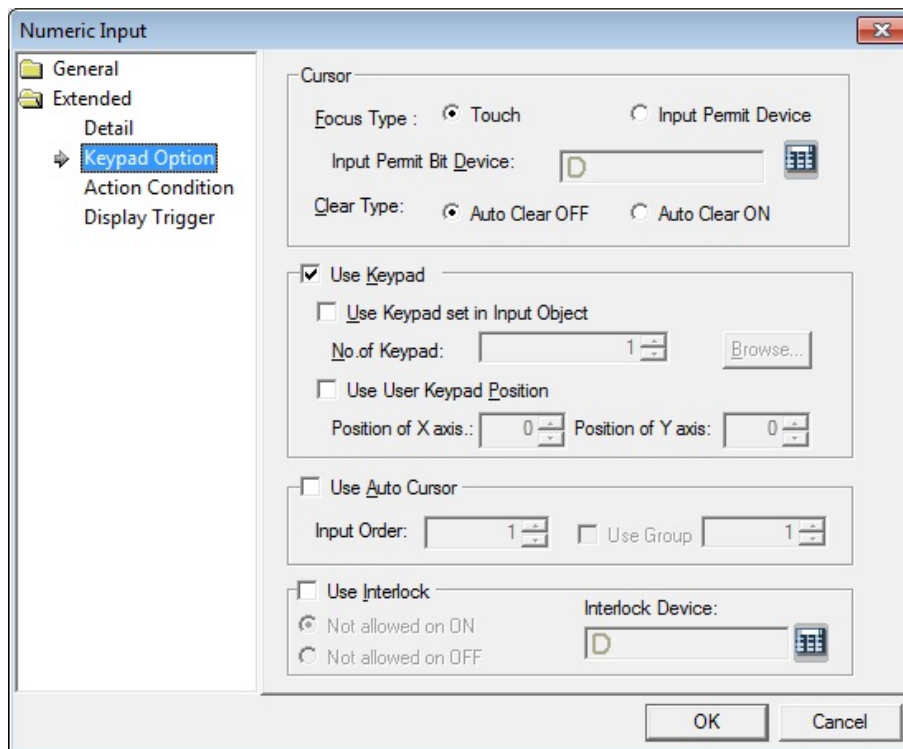 Numeric Input
General
Extended
Detail
Keypad Option
Action Condition
Display Trigger
Cursor
Focus Type : Touch Input Permit Device
Input Permit Bit Device: D
Clear Type: Auto Clear OFF Auto Clear ON
Use Keypad
Use Keypad set in Input Object
No.of Keypad: 1 Browse...
Use User Keypad Position
Position of X axis.: 0 Position of Y axis: 0
Use Auto Cursor
Input Order: 1 Use Group 1
Use Interlock
Interlock Device:
Not allowed on ON
D
Not allowed on OFF
OK Cancel